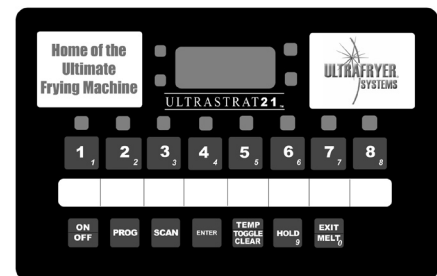 Home of the
Ultimate
Frying Machine
ULTRASTRAT21™
ULTRAFRYER
SYSTEMS
1 1
2 2
3 3
4 4
5 5
6 6
7 7
8 8
ON
OFF
PROG
SCAN
ENTER
TEMP
TOGGLE
CLEAR
HOLD 9
EXIT
MELT 0